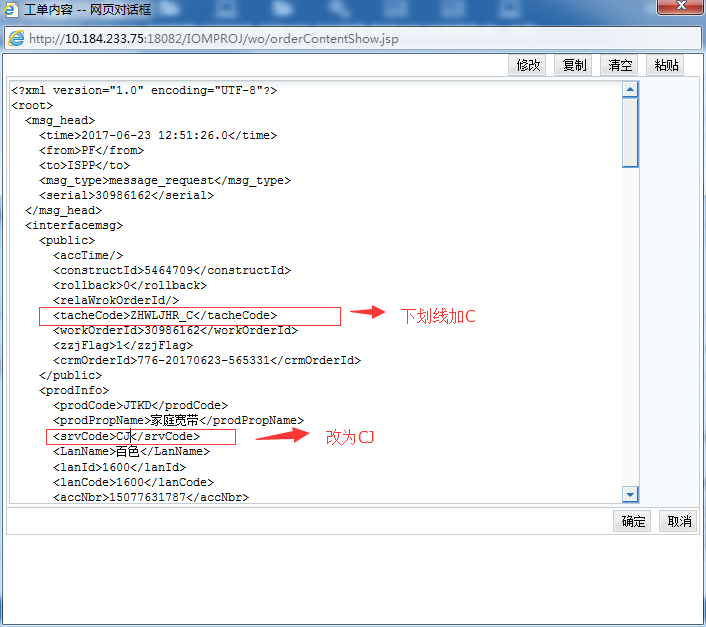 工单内容 -- 网页对话框
http://10.184.233.75:18082/IOMPROJ/wo/orderContentShow.jsp
修改 复制 清空 粘贴
<?xml version="1.0" encoding="UTF-8"?>
<root>
<msg_head>
<time>2017-06-23 12:51:26.0</time>
<from>PF</from>
<to>ISPP</to>
<msg_type>message_request</msg_type>
<serial>30986162</serial>
</msg_head>
<interfacemsg>
<public>
<accTime/>
<constructId>5464709</constructId>
<rollback>0</rollback>
<relaWrokOrderId/>
<tacheCode>ZHWLJHR_C</tacheCode> 下划线加C
<workOrderId>30986162</workOrderId>
<zzjFlag>1</zzjFlag>
<crmOrderId>776-20170623-565331</crmOrderId>
</public>
<prodInfo>
<prodCode>JTKD</prodCode>
<prodPropName>家庭宽带</prodPropName>
<srvCode>CJ</srvCode> 改为CJ
<LanName>百色</LanName>
<lanId>1600</lanId>
<lanCode>1600</lanCode>
<accNbr>15077631787</accNbr>
确定 取消